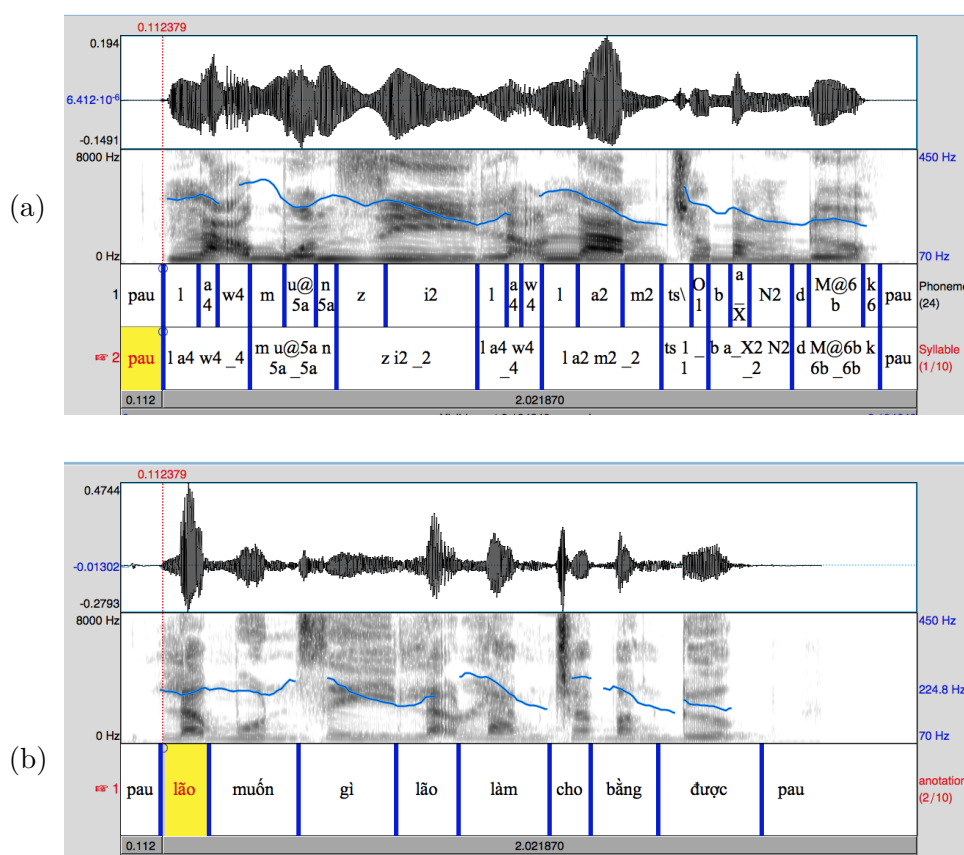 (a)
0.112379
0.194
6.412·10⁻⁶
-0.1491
8000 Hz
0 Hz
450 Hz
70 Hz
1
pau l a 4 w4 m u@ 5a n 5a z i2 l a 4 w 4 l a2 m2 ts\ O 1 b a _ X N2 d M@6 b k 6 pau
Phoneme (24)
2
pau l a4 w4 _4 m u@5a n 5a _5a z i2 _2 l a4 w4 _4 l a2 m2 _2 ts 1 _ 1 b a_X2 N2 _2 d M@6b k 6b _6b pau
Syllable (1/10)
0.112 2.021870
(b)
0.112379
0.4744
-0.01302
-0.2793
8000 Hz
0 Hz
450 Hz
224.8 Hz
70 Hz
1
pau lão muốn gì lão làm cho bằng được pau
anotation (2/10)
0.112 2.021870